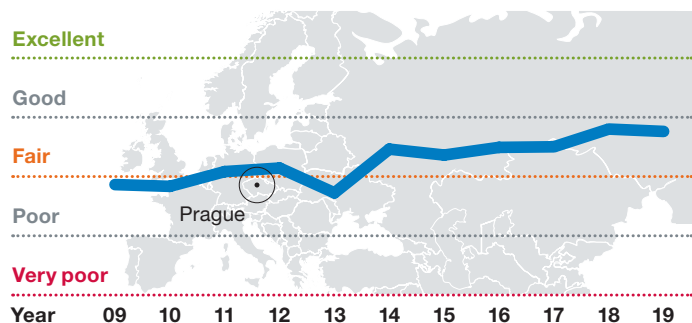 Excellent
Good
Fair
Prague
Poor
Very poor
Year 09 10 11 12 13 14 15 16 17 18 19